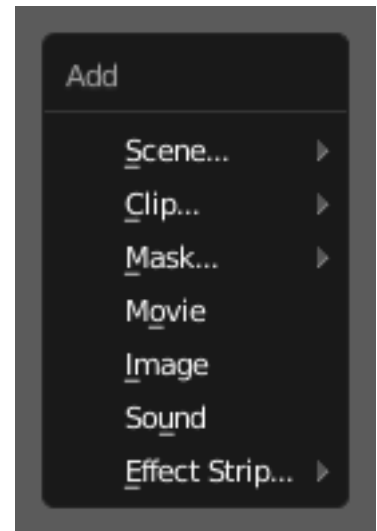 Add
Scene...
Clip...
Mask...
Movie
Image
Sound
Effect Strip...